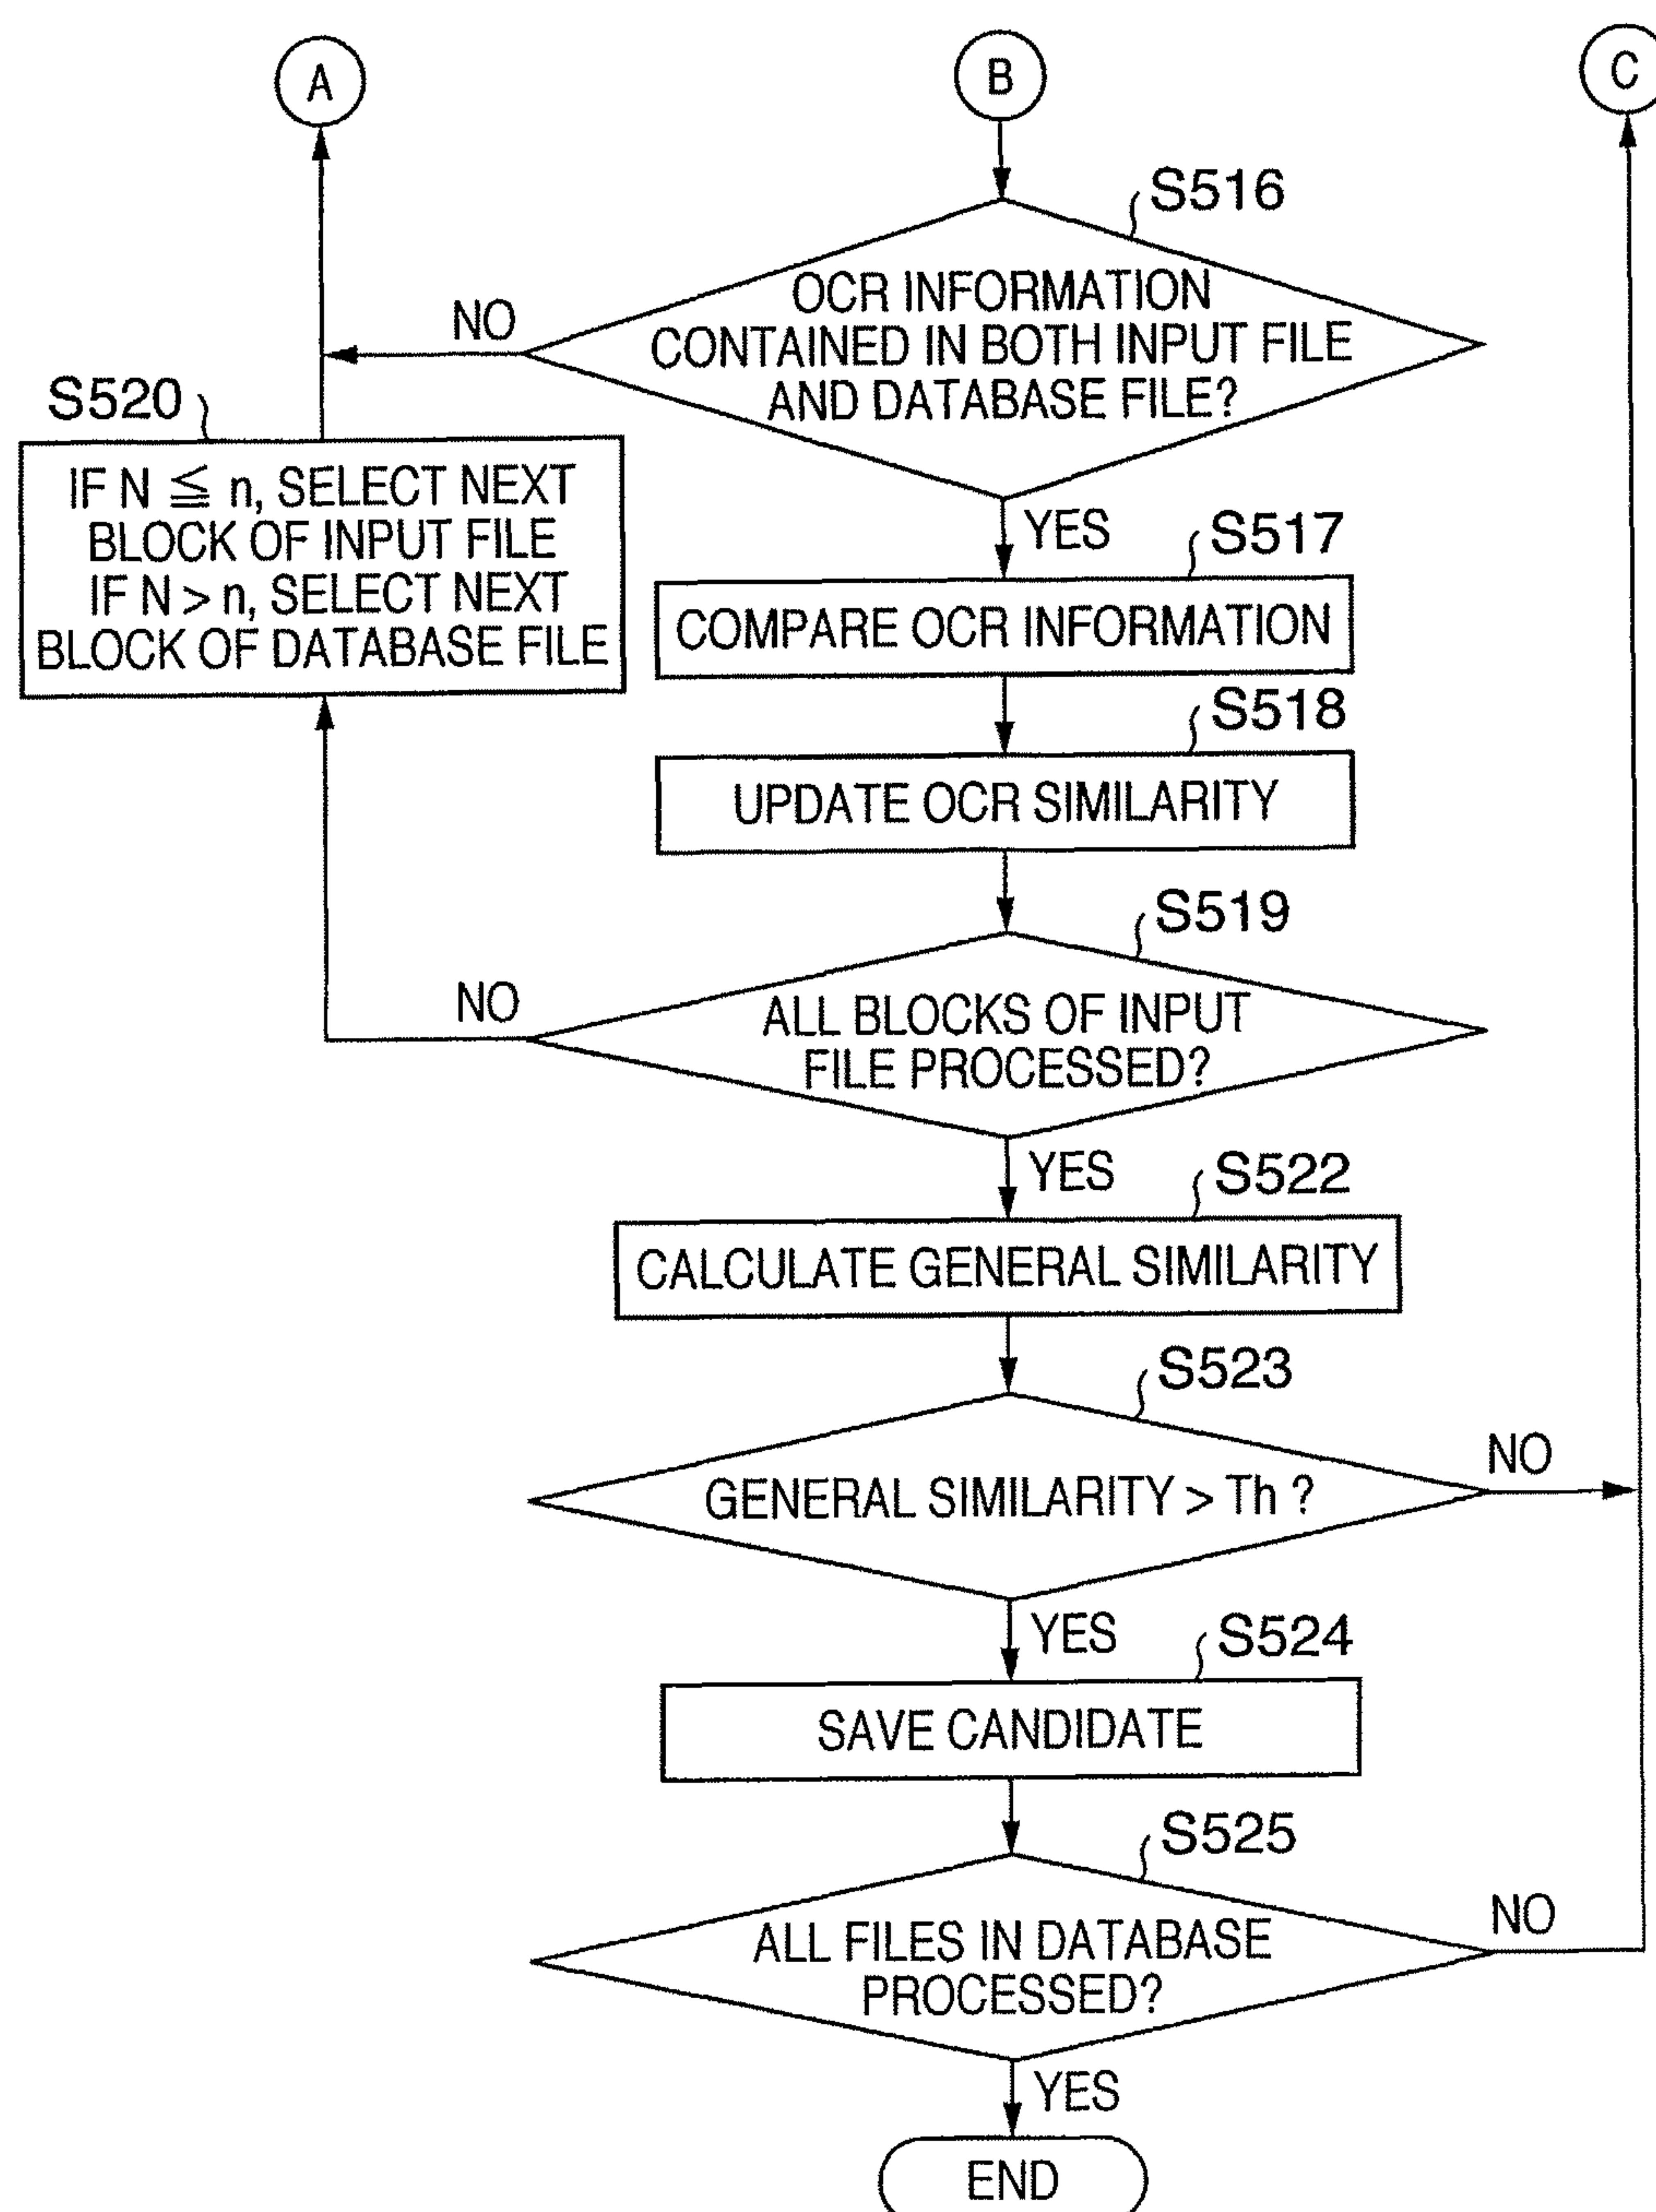 A
B
C
S516
OCR INFORMATION
CONTAINED IN BOTH INPUT FILE
AND DATABASE FILE?
NO
S520
IF N ≦ n, SELECT NEXT
BLOCK OF INPUT FILE
IF N > n, SELECT NEXT
BLOCK OF DATABASE FILE
YES
S517
COMPARE OCR INFORMATION
S518
UPDATE OCR SIMILARITY
S519
ALL BLOCKS OF INPUT
FILE PROCESSED?
NO
YES
S522
CALCULATE GENERAL SIMILARITY
S523
GENERAL SIMILARITY > Th ?
NO
YES
S524
SAVE CANDIDATE
S525
ALL FILES IN DATABASE
PROCESSED?
NO
YES
END